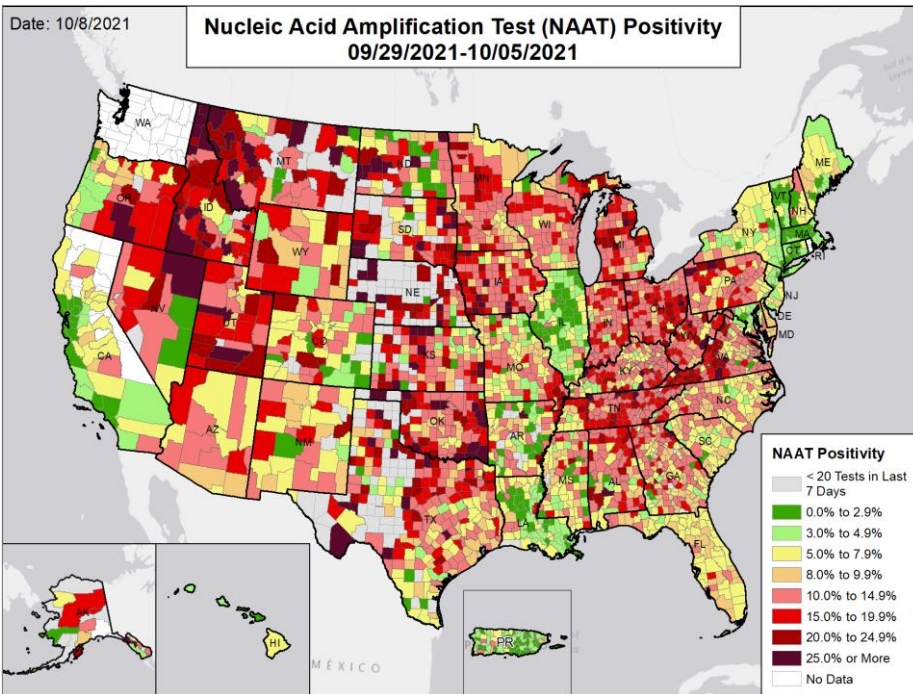 Date: 10/8/2021
Nucleic Acid Amplification Test (NAAT) Positivity
09/29/2021-10/05/2021
WA
MT
ND
MN
ME
OR
ID
SD
WI
MI
VT
NH
NY
MA
CT
RI
WY
IA
NE
PA
NJ
NV
UT
CO
IL
IN
OH
DE
MD
CA
KS
MO
KY
VA
AZ
NM
OK
AR
TN
NC
SC
MS
AL
GA
TX
LA
FL
AK
HI
PR
MÉXICO
NAAT Positivity
< 20 Tests in Last
7 Days
0.0% to 2.9%
3.0% to 4.9%
5.0% to 7.9%
8.0% to 9.9%
10.0% to 14.9%
15.0% to 19.9%
20.0% to 24.9%
25.0% or More
No Data